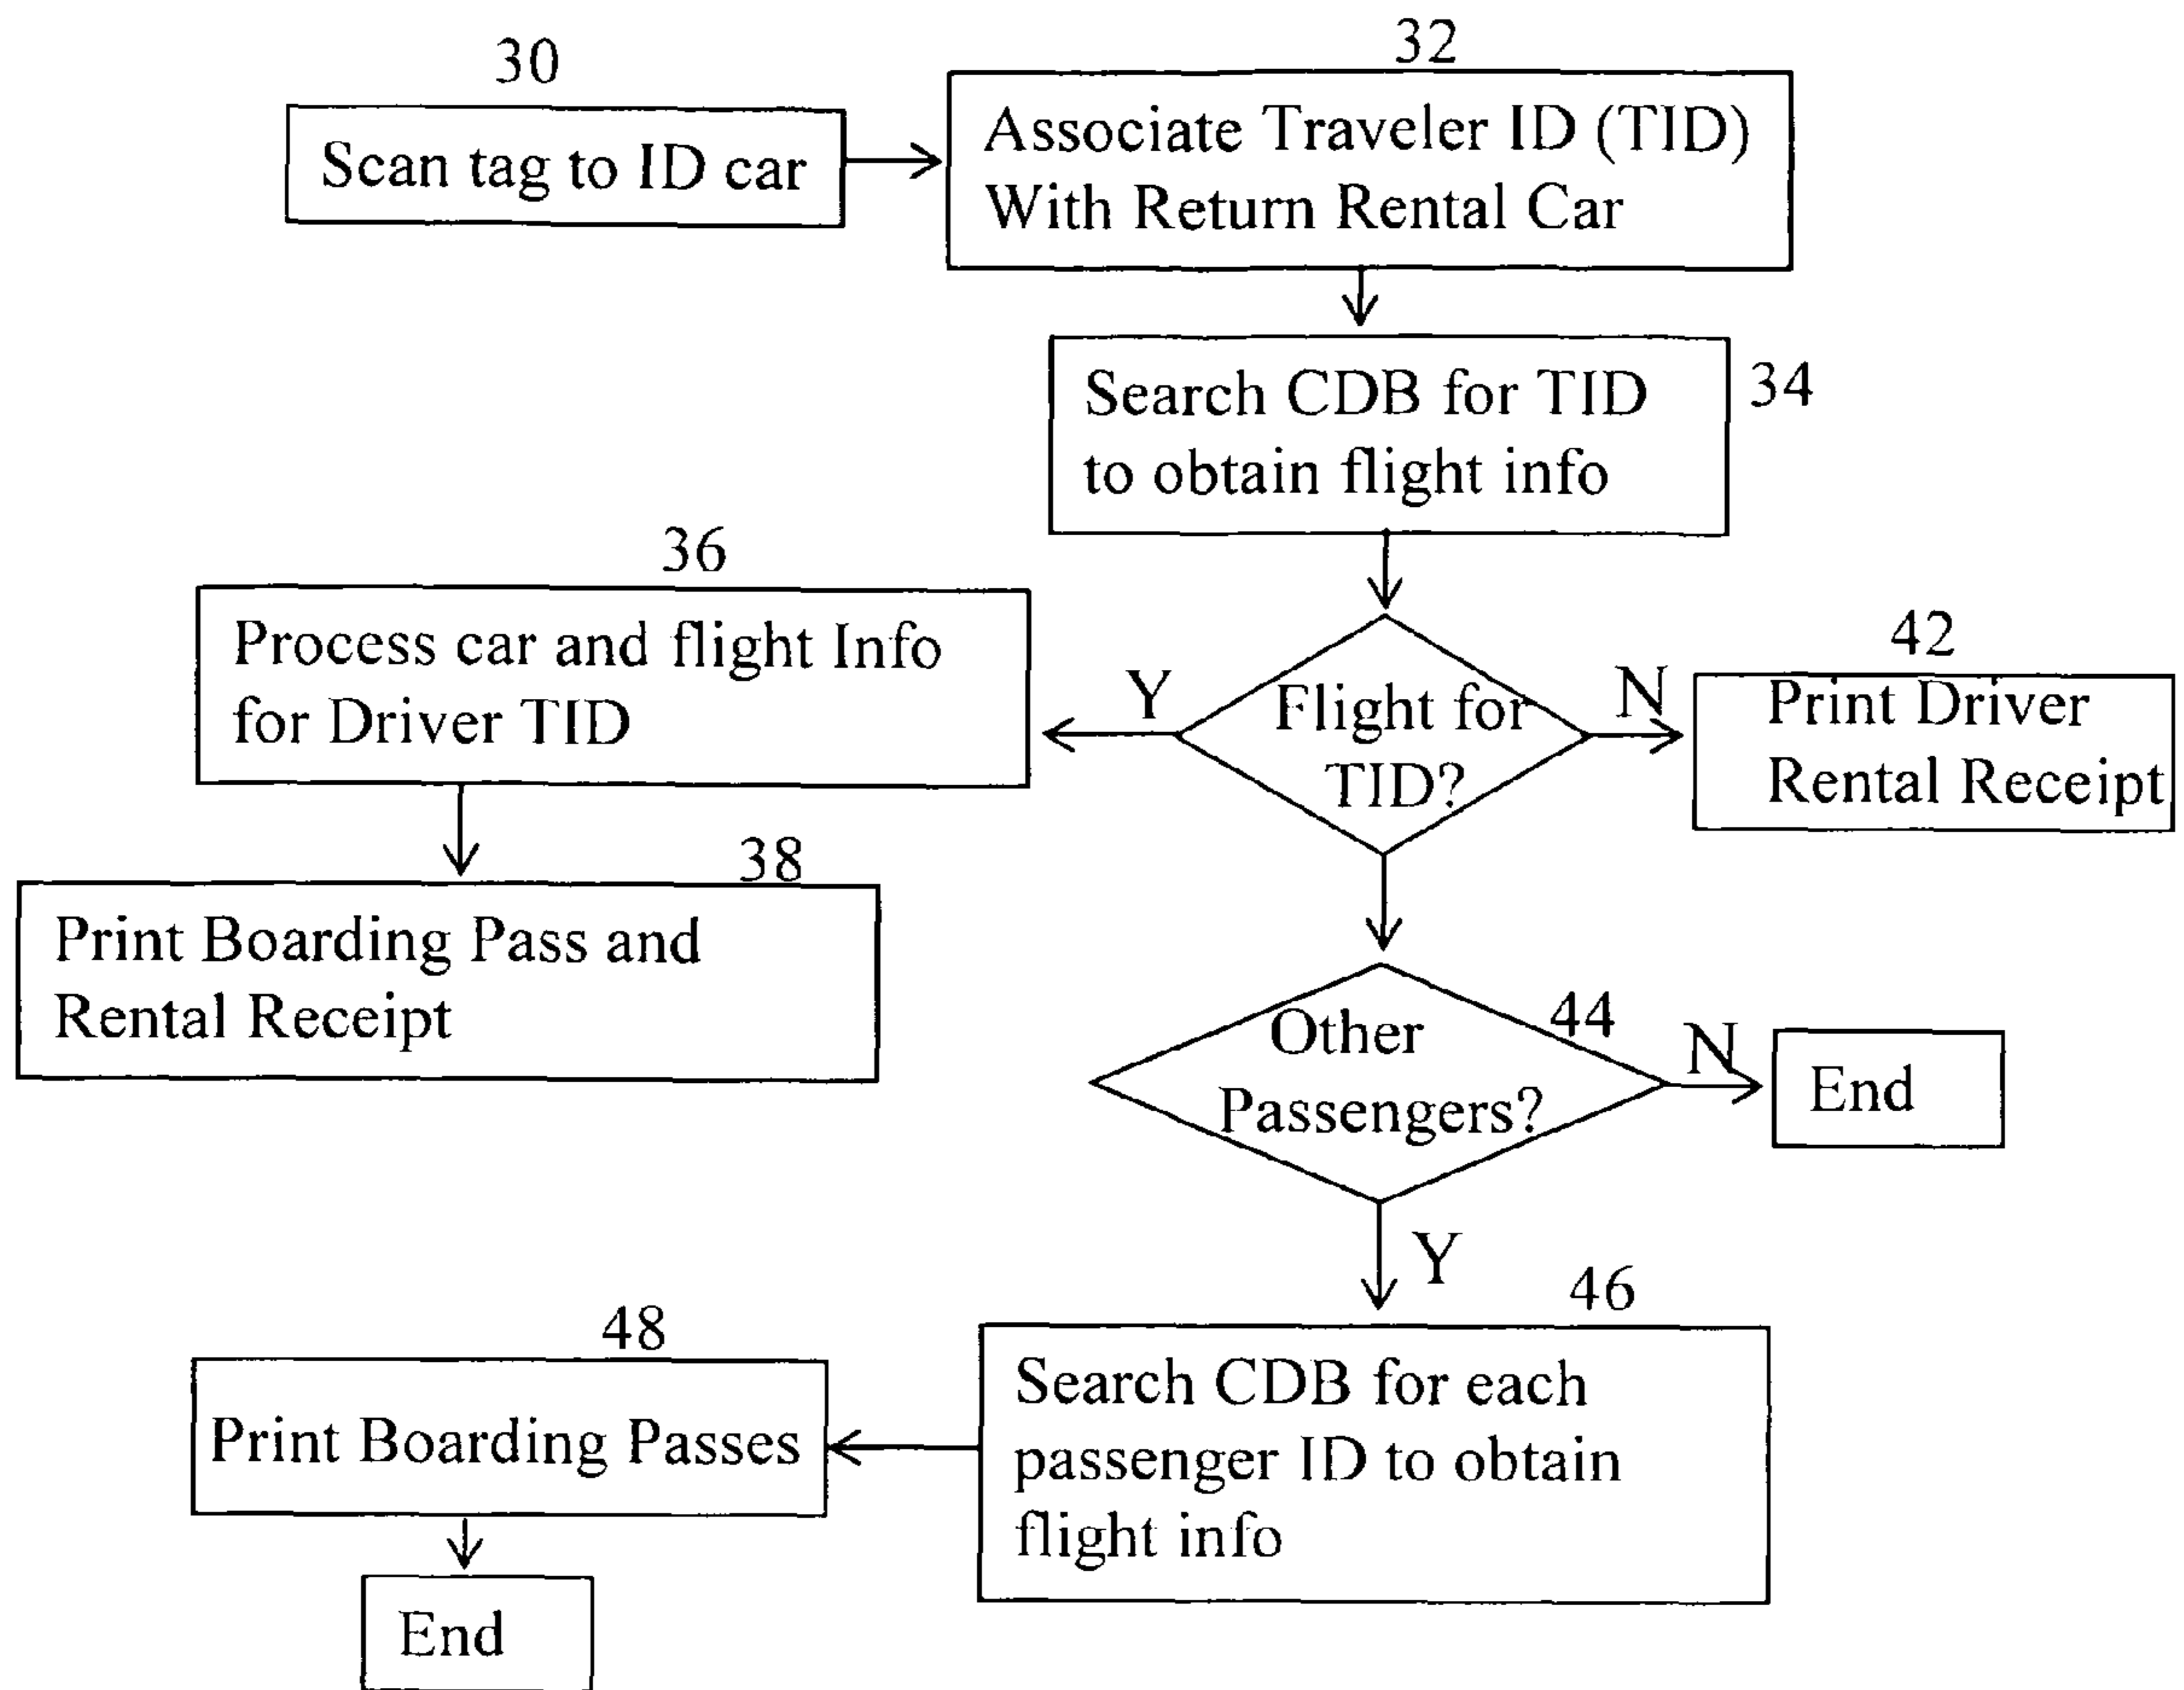 30
Scan tag to ID car
32
Associate Traveler ID (TID)
With Return Rental Car
34
Search CDB for TID
to obtain flight info
36
Process car and flight Info
for Driver TID
Y
Flight for
TID?
N
42
Print Driver
Rental Receipt
38
Print Boarding Pass and
Rental Receipt
44
Other
Passengers?
N
End
Y
46
Search CDB for each
passenger ID to obtain
flight info
48
Print Boarding Passes
End